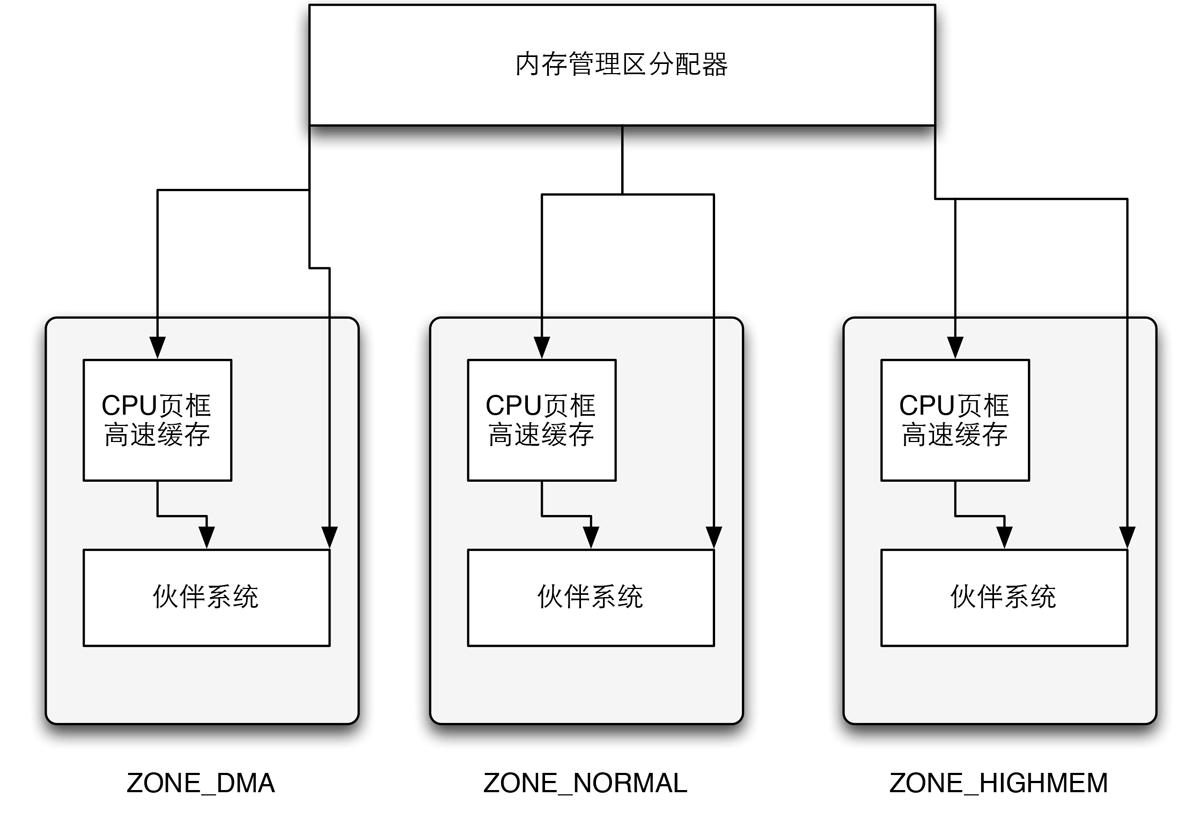 内存管理区分配器
CPU页框
高速缓存
伙伴系统
ZONE_DMA
CPU页框
高速缓存
伙伴系统
ZONE_NORMAL
CPU页框
高速缓存
伙伴系统
ZONE_HIGHMEM